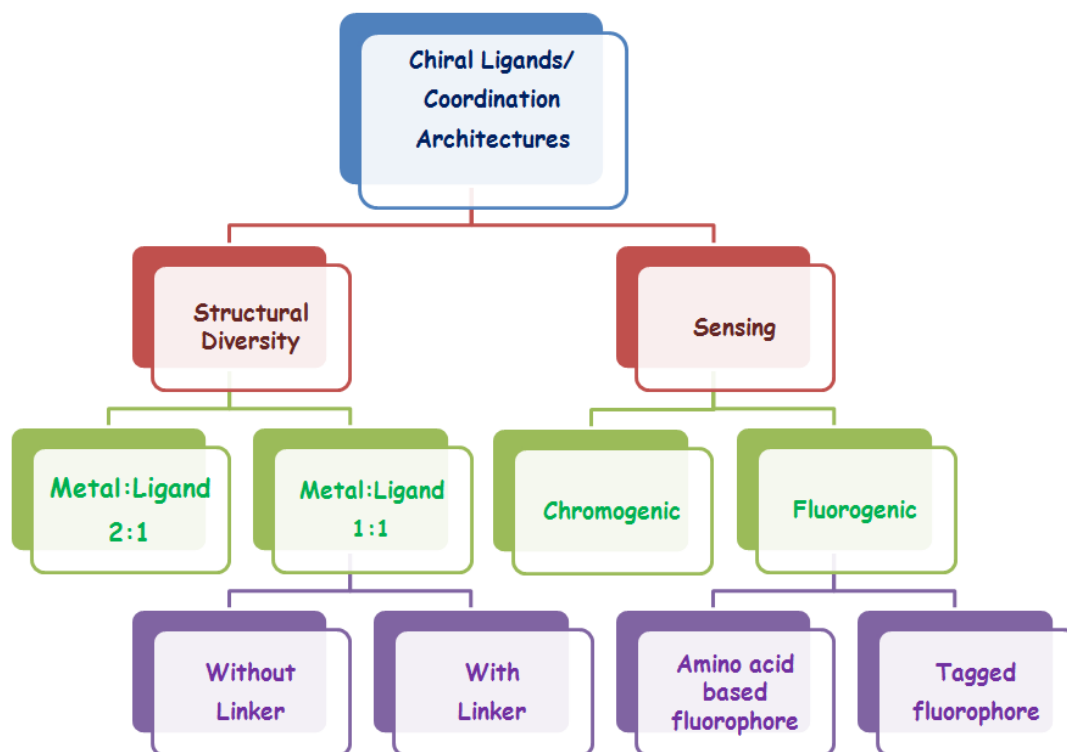 Chiral Ligands/
Coordination
Architectures
Structural
Diversity
Sensing
Metal:Ligand
2:1
Metal:Ligand
1:1
Chromogenic
Fluorogenic
Without
Linker
With
Linker
Amino acid
based
fluorophore
Tagged
fluorophore